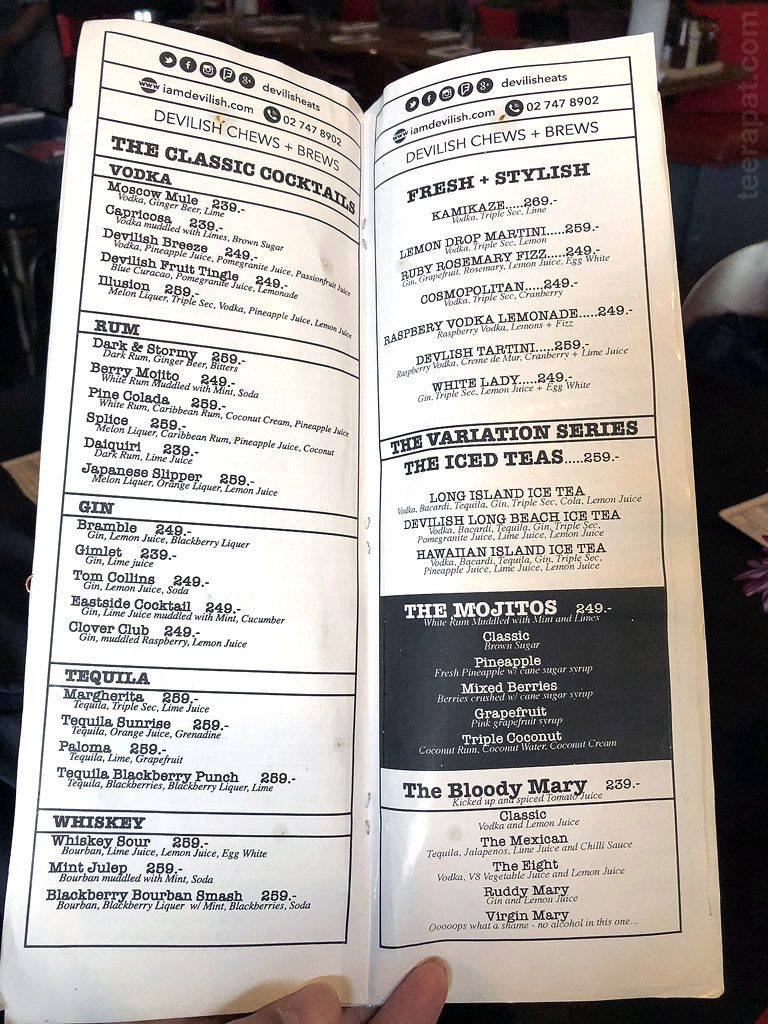 devilisheats
www iamdevilish.com 02 747 8902
DEVILISH CHEWS + BREWS
THE CLASSIC COCKTAILS
VODKA
Moscow Mule 239.-
Vodka, Ginger Beer, Lime
Capricosa 239.-
Vodka muddled with Limes, Brown Sugar
Devilish Breeze 249.-
Vodka, Pineapple Juice, Pomegranite Juice, Passionfruit Juice
Devilish Fruit Tingle 249.-
Blue Curacao, Pomegranite Juice, Lemonade
Illusion 259.-
Melon Liquer, Triple Sec, Vodka, Pineapple Juice, Lemon Juice
RUM
Dark & Stormy 259.-
Dark Rum, Ginger Beer, Bitters
Berry Mojito 249.-
White Rum Muddled with Mint, Soda
Pine Colada 259.-
White Rum, Caribbean Rum, Coconut Cream, Pineapple Juice
Splice 259.-
Melon Liquer, Caribbean Rum, Pineapple Juice, Coconut
Daiquiri 239.-
Dark Rum, Lime Juice
Japanese Slipper 259.-
Melon Liquer, Orange Liquer, Lemon Juice
GIN
Bramble 249.-
Gin, Lemon Juice, Blackberry Liquer
Gimlet 239.-
Gin, Lime juice
Tom Collins 249.-
Gin, Lemon Juice, Soda
Eastside Cocktail 249.-
Gin, Lime Juice muddled with Mint, Cucumber
Clover Club 249.-
Gin, muddled Raspberry, Lemon Juice
TEQUILA
Margherita 259.-
Tequila, Triple Sec, Lime Juice
Tequila Sunrise 259.-
Tequila, Orange Juice, Grenadine
Paloma 259.-
Tequila, Lime, Grapefruit
Tequila Blackberry Punch 259.-
Tequila, Blackberries, Blackberry Liquer, Lime
WHISKEY
Whiskey Sour 259.-
Bourban, Lime Juice, Lemon Juice, Egg White
Mint Julep 259.-
Bourban muddled with Mint, Soda
Blackberry Bourban Smash 259.-
Bourban, Blackberry Liquer w/ Mint, Blackberries, Soda
devilisheats
www iamdevilish.com 02 747 8902
DEVILISH CHEWS + BREWS
FRESH + STYLISH
KAMIKAZE.....269.-
Vodka, Triple Sec, Lime
LEMON DROP MARTINI.....259.-
Vodka, Triple Sec, Lemon
RUBY ROSEMARY FIZZ.....249.-
Gin, Grapefruit, Rosemary, Lemon Juice, Egg White
COSMOPOLITAN.....249.-
Vodka, Triple Sec, Cranberry
RASPBERY VODKA LEMONADE.....249.-
Raspberry Vodka, Lemons + Fizz
DEVLISH TARTINI.....259.-
Raspberry Vodka, Creme de Mur, Cranberry + Lime Juice
WHITE LADY.....249.-
Gin, Triple Sec, Lemon Juice + Egg White
THE VARIATION SERIES
THE ICED TEAS.....259.-
LONG ISLAND ICE TEA
Vodka, Bacardi, Tequila, Gin, Triple Sec, Cola, Lemon Juice
DEVILISH LONG BEACH ICE TEA
Vodka, Bacardi, Tequila, Gin, Triple Sec,
Pomegranite Juice, Lime Juice, Lemon Juice
HAWAIIAN ISLAND ICE TEA
Vodka, Bacardi, Tequila, Gin, Triple Sec,
Pineapple Juice, Lime Juice, Lemon Juice
THE MOJITOS 249.-
White Rum Muddled with Mint and Limes
Classic
Brown Sugar
Pineapple
Fresh Pineapple w/ cane sugar syrup
Mixed Berries
Berries crushed w/ cane sugar syrup
Grapefruit
Pink grapefruit syrup
Triple Coconut
Coconut Rum, Coconut Water, Coconut Cream
The Bloody Mary 239.-
Kicked up and spiced Tomato Juice
Classic
Vodka and Lemon Juice
The Mexican
Tequila, Jalapenos, Lime Juice and Chilli Sauce
The Eight
Vodka, V8 Vegetable Juice and Lemon Juice
Ruddy Mary
Gin and Lemon Juice
Virgin Mary
Ooooops what a shame - no alcohol in this one...
teerapat.com